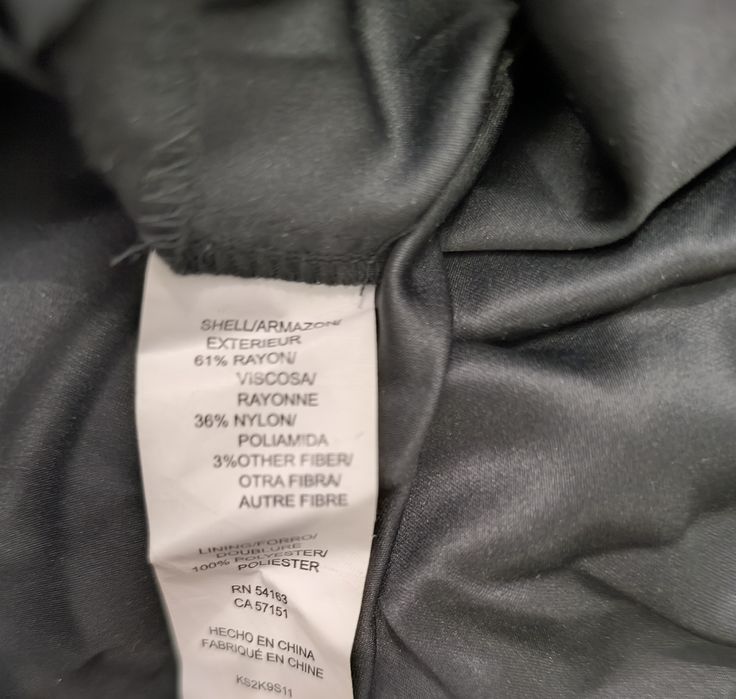 SHELL/ARMAZON/
EXTERIEUR
61% RAYON/
VISCOSA/
RAYONNE
36% NYLON/
POLIAMIDA
3%OTHER FIBER/
OTRA FIBRA/
AUTRE FIBRE
LINING/FORRO/
DOUBLURE
100% POLYESTER/
POLIESTER
RN 54163
CA 57151
HECHO EN CHINA
FABRIQUÉ EN CHINE
KS2K9S11